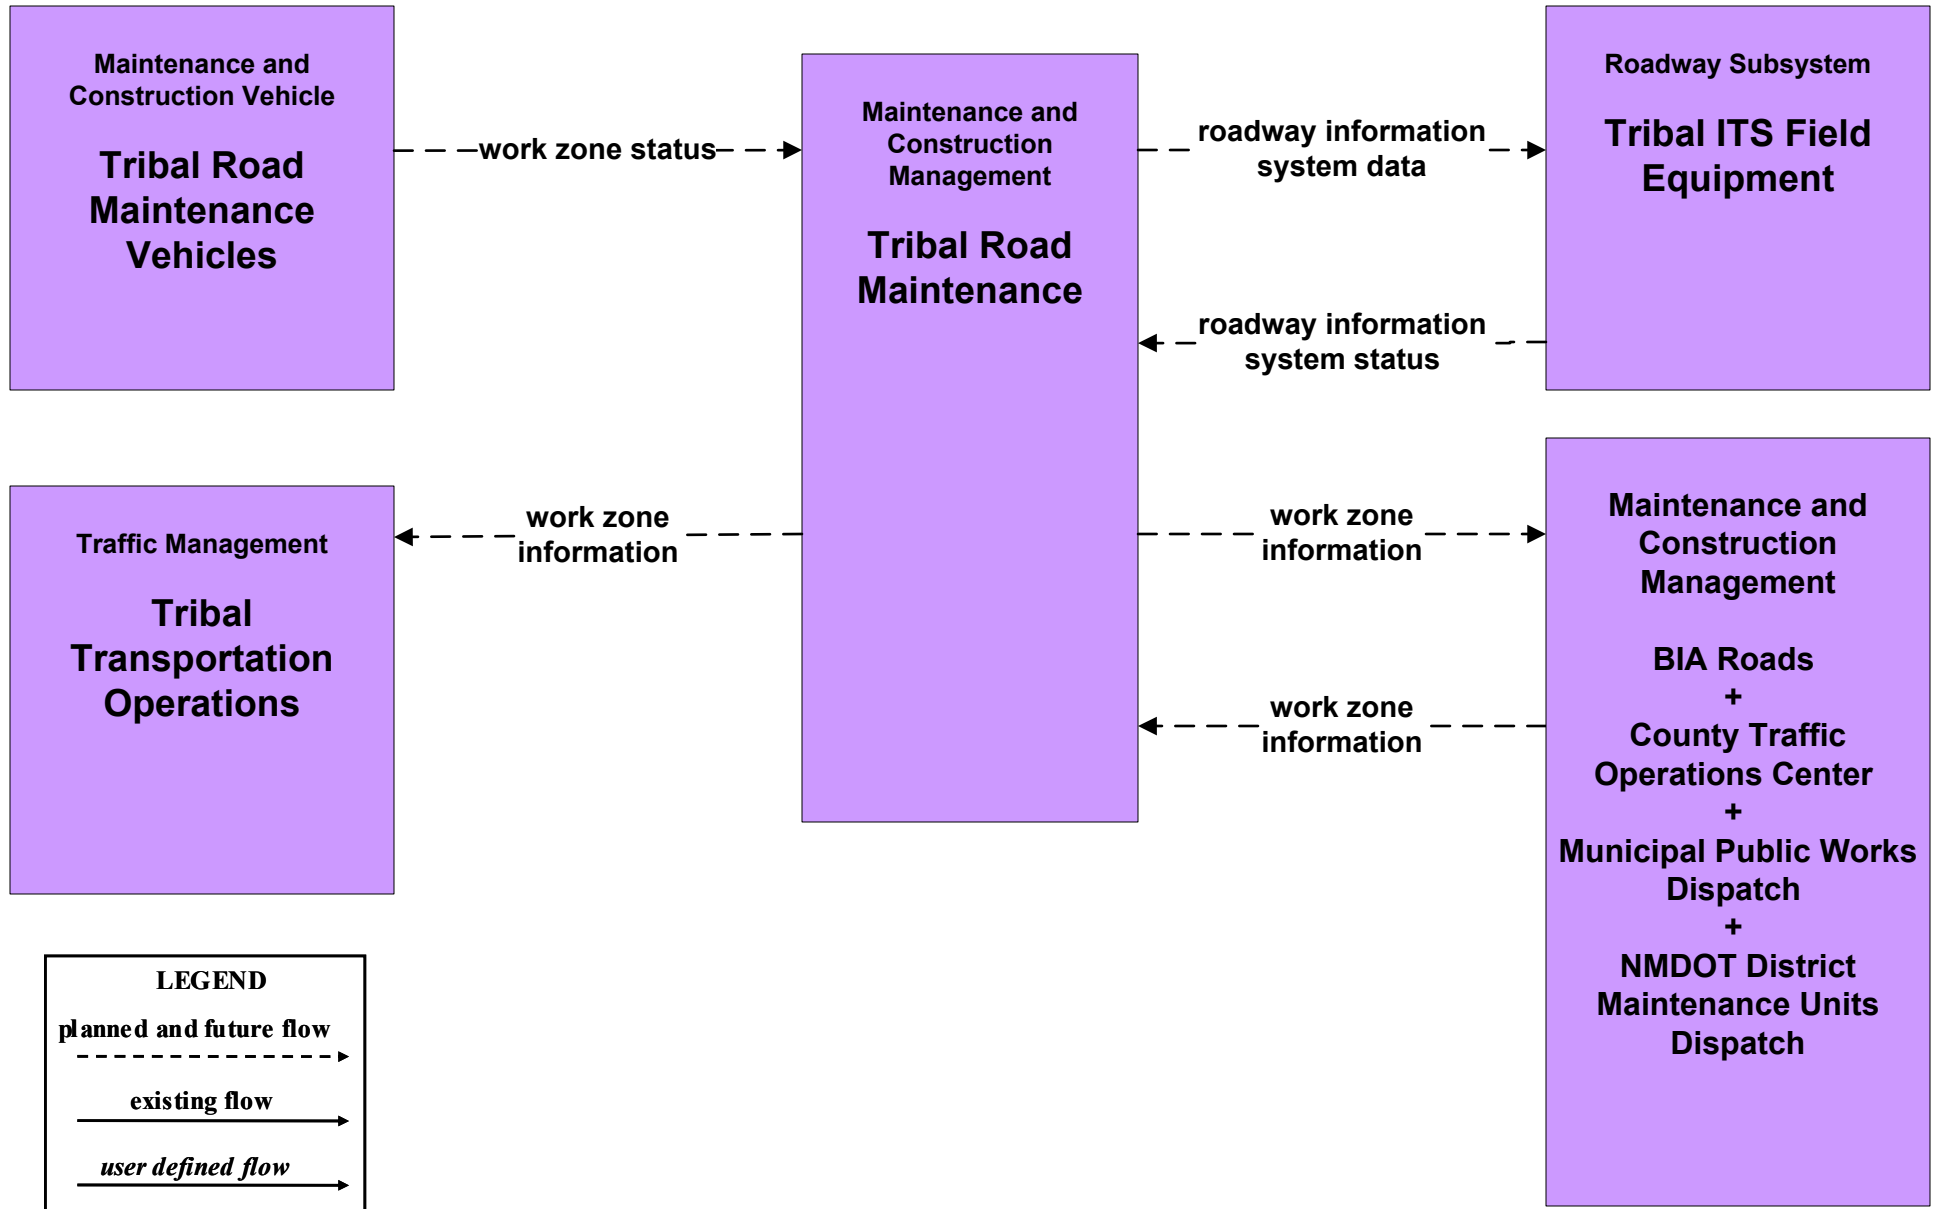 Maintenance and
Construction Vehicle
Tribal Road
Maintenance
Vehicles
work zone status
Maintenance and
Construction
Management
Tribal Road
Maintenance
roadway information
system data
Roadway Subsystem
Tribal ITS Field
Equipment
roadway information
system status
Traffic Management
Tribal
Transportation
Operations
work zone
information
work zone
information
work zone
information
Maintenance and
Construction
Management
BIA Roads
+
County Traffic
Operations Center
+
Municipal Public Works
Dispatch
+
NMDOT District
Maintenance Units
Dispatch
LEGEND
planned and future flow
existing flow
user defined flow